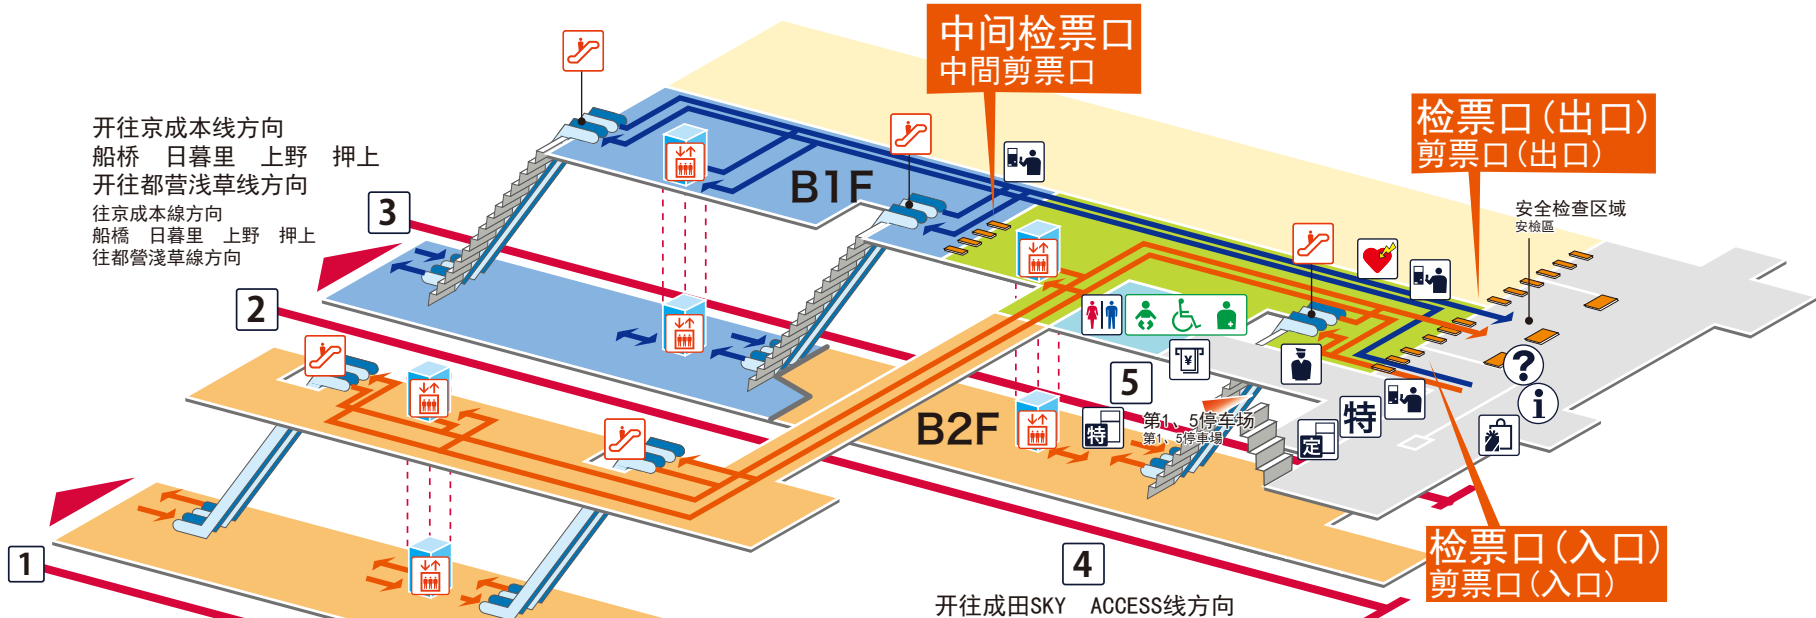 中间检票口
中間剪票口
检票口(出口)
剪票口(出口)
开往京成本线方向
船桥　日暮里　上野　押上
开往都营浅草线方向
往京成本線方向
船橋　日暮里　上野　押上
往都營淺草線方向
B1F
3
安全检查区域
安檢區
2
¥
?
5
i
第1、5停车场
第1、5停車場
B2F
特
特
定
检票口(入口)
剪票口(入口)
1
4
开往成田SKY　ACCESS线方向